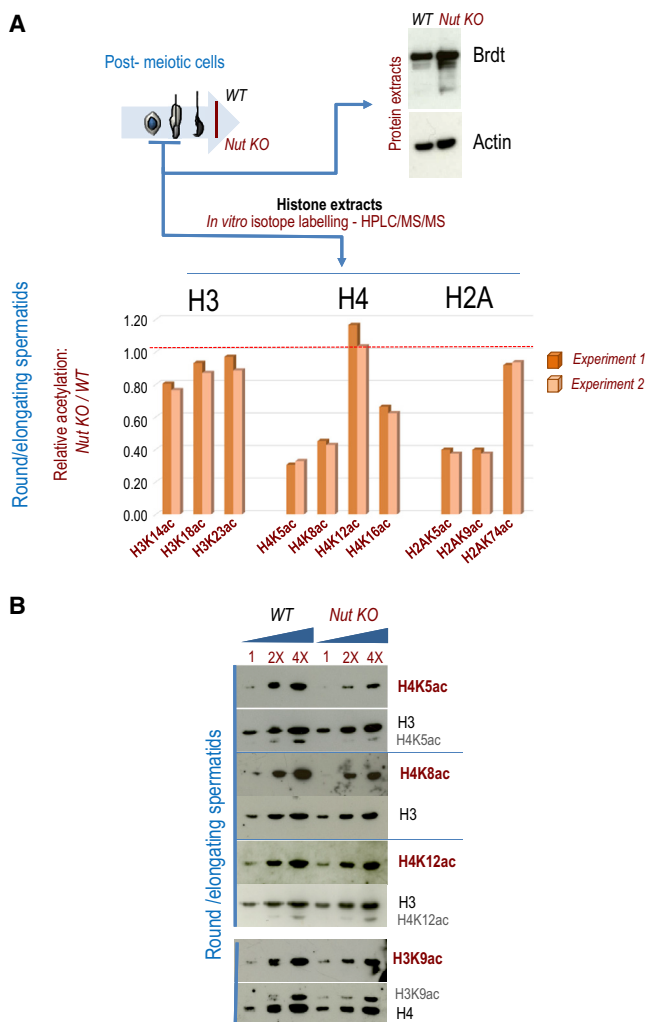 A
Post- meiotic cells
WT
Nut KO
WT Nut KO
Protein extracts
Brdt
Actin
Histone extracts
In vitro isotope labelling - HPLC/MS/MS
Round/elongating spermatids
Relative acetylation:
Nut KO / WT
H3 H4 H2A
1.20
1.00
0.80
0.60
0.40
0.20
0.00
Experiment 1
Experiment 2
H3K14ac H3K18ac H3K23ac H4K5ac H4K8ac H4K12ac H4K16ac H2AK5ac H2AK9ac H2AK74ac
B
WT Nut KO
1 2X 4X 1 2X 4X
Round /elongating spermatids
H4K5ac
H3
H4K5ac
H4K8ac
H3
H4K12ac
H3
H4K12ac
H3K9ac
H3K9ac
H4